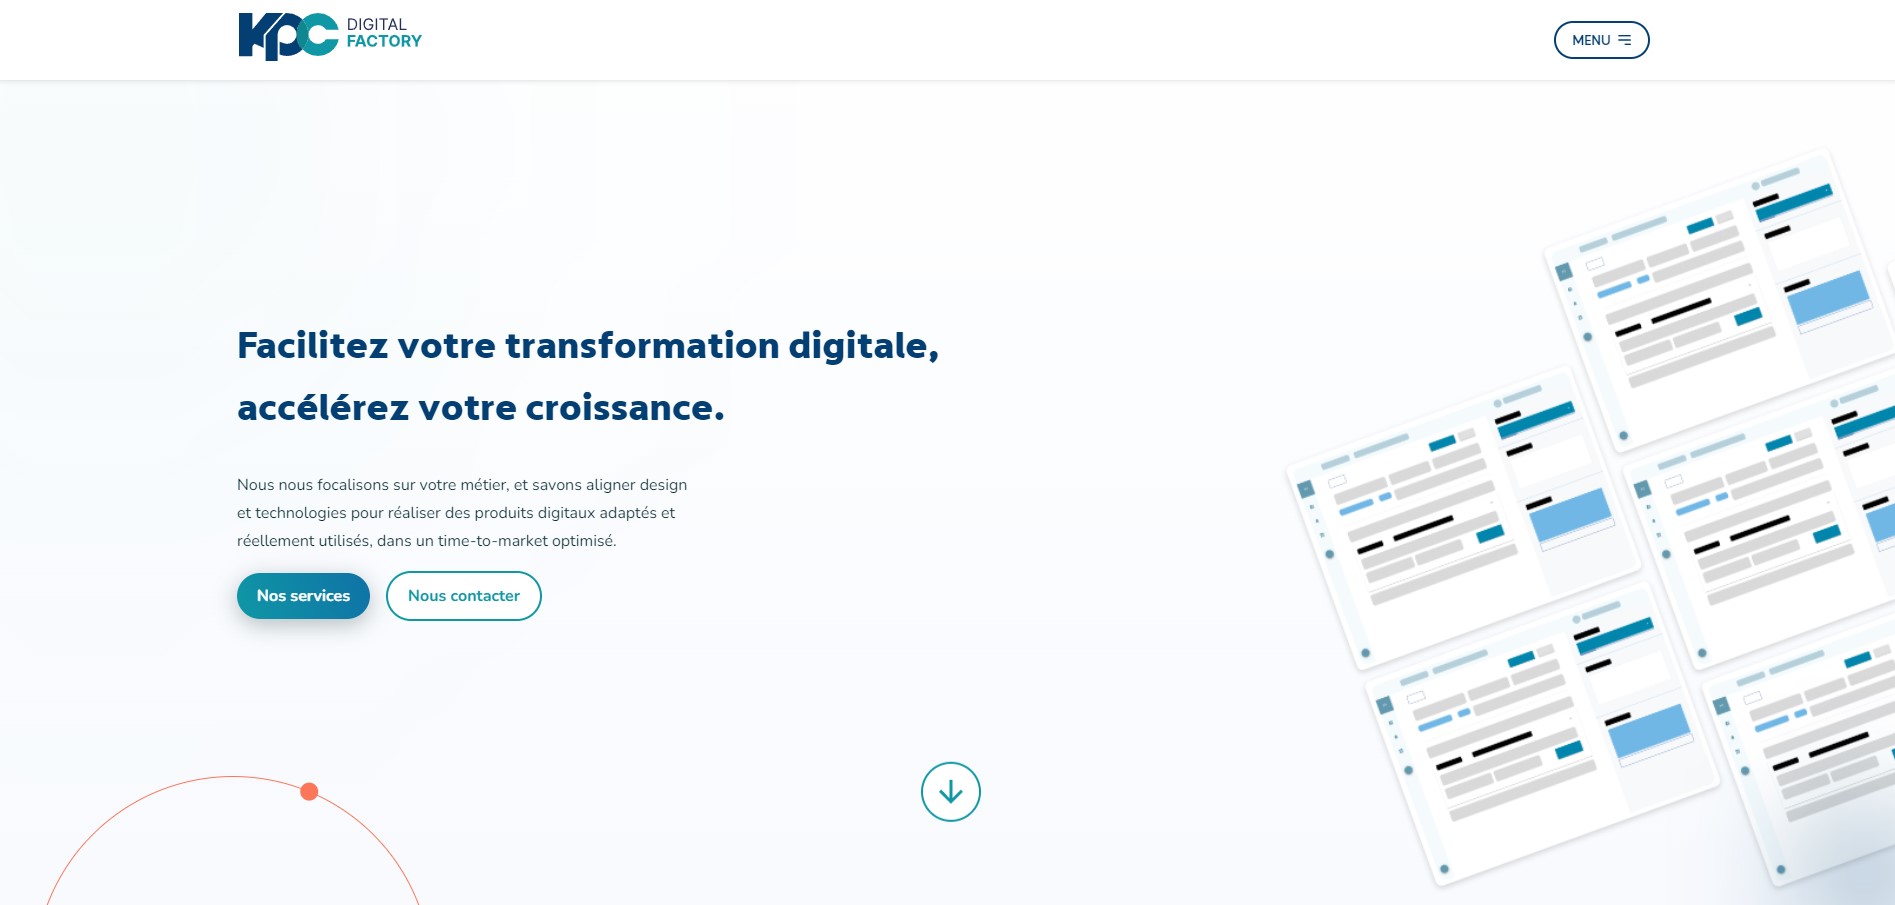 KPC DIGITAL
FACTORY
MENU
Facilitez votre transformation digitale,
accélérez votre croissance.
Nous nous focalisons sur votre métier, et savons aligner design
et technologies pour réaliser des produits digitaux adaptés et
réellement utilisés, dans un time-to-market optimisé.
Nos services
Nous contacter